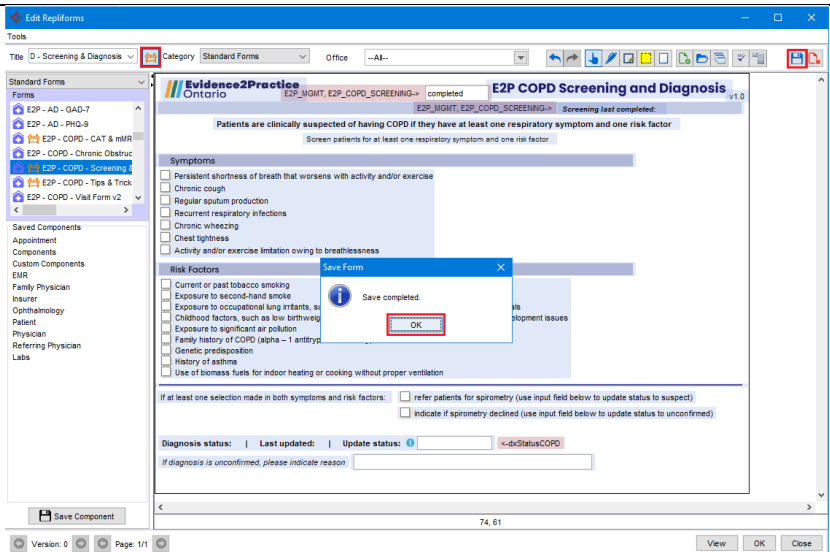 Edit Repliforms
Tools
Title D - Screening & Diagnosis Category Standard Forms Office --All--
Standard Forms
Forms
E2P - AD - GAD-7
E2P - AD - PHQ-9
E2P - COPD - CAT & mMR
E2P - COPD - Chronic Obstruc
E2P - COPD - Screening &
E2P - COPD - Tips & Trick
E2P - COPD - Visit Form v2
Saved Components
Appointment
Components
Custom Components
EMR
Family Physician
Insurer
Ophthalmology
Patient
Physician
Referring Physician
Labs
Save Component
Evidence2Practice
Ontario
E2P_MGMT, E2P_COPD_SCREENING-> completed
E2P COPD Screening and Diagnosis v1.0
E2P_MGMT, E2P_COPD_SCREENING-> Screening last completed:
Patients are clinically suspected of having COPD if they have at least one respiratory symptom and one risk factor
Screen patients for at least one respiratory symptom and one risk factor
Symptoms
Persistent shortness of breath that worsens with activity and/or exercise
Chronic cough
Regular sputum production
Recurrent respiratory infections
Chronic wheezing
Chest tightness
Activity and/or exercise limitation owing to breathlessness
Risk Factors
Current or past tobacco smoking
Exposure to second-hand smoke
Exposure to occupational lung irritants, su als
Childhood factors, such as low birthweig elopment issues
Exposure to significant air pollution
Family history of COPD (alpha – 1 antitryp
Genetic predisposition
History of asthma
Use of biomass fuels for indoor heating or cooking without proper ventilation
Save Form
Save completed.
OK
If at least one selection made in both symptoms and risk factors: refer patients for spirometry (use input field below to update status to suspect)
indicate if spirometry declined (use input field below to update status to unconfirmed)
Diagnosis status: | Last updated: | Update status: <-dxStatusCOPD
If diagnosis is unconfirmed, please indicate reason
74, 61
Version: 0 Page: 1/1 View OK Close